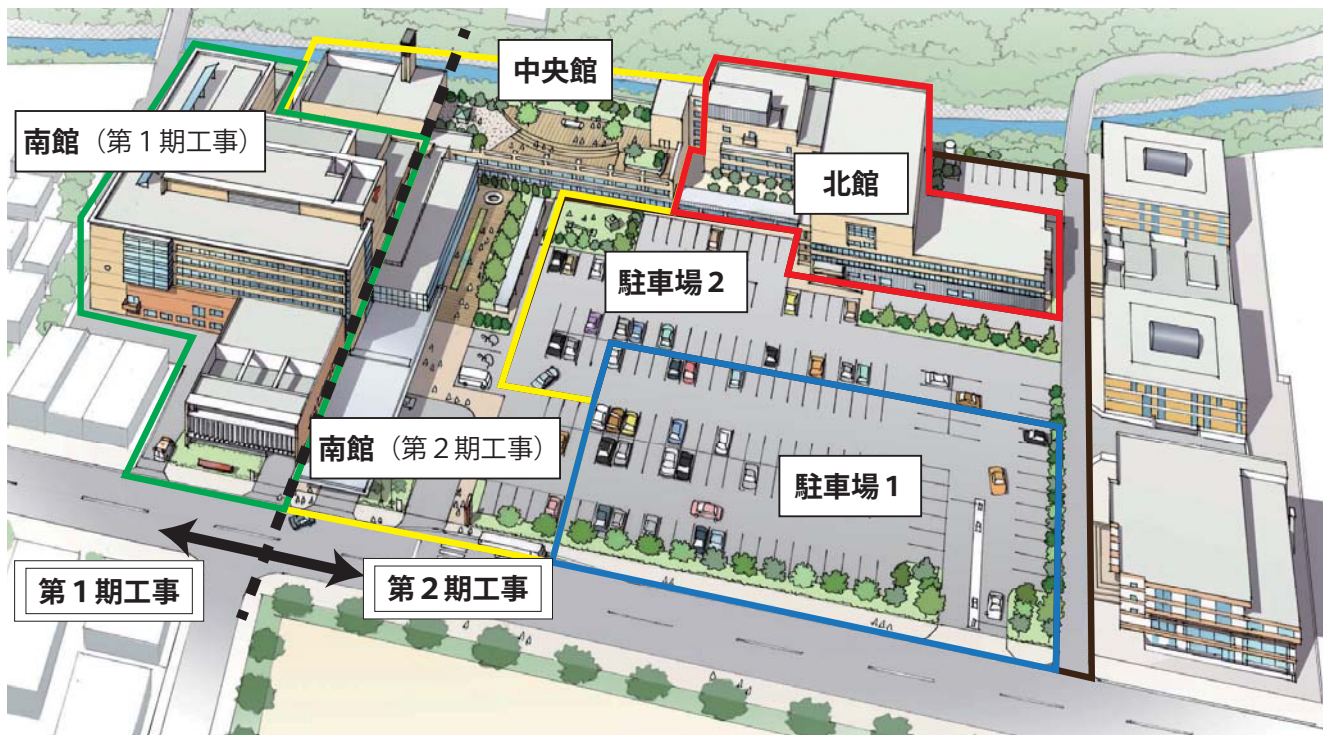 中央館
南館（第１期工事）
北館
駐車場２
南館（第２期工事）
駐車場１
第１期工事
第２期工事